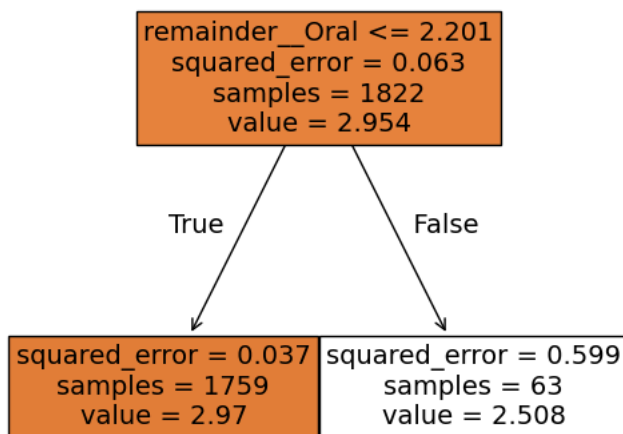 remainder__Oral <= 2.201
squared_error = 0.063
samples = 1822
value = 2.954
True
False
squared_error = 0.037
samples = 1759
value = 2.97
squared_error = 0.599
samples = 63
value = 2.508